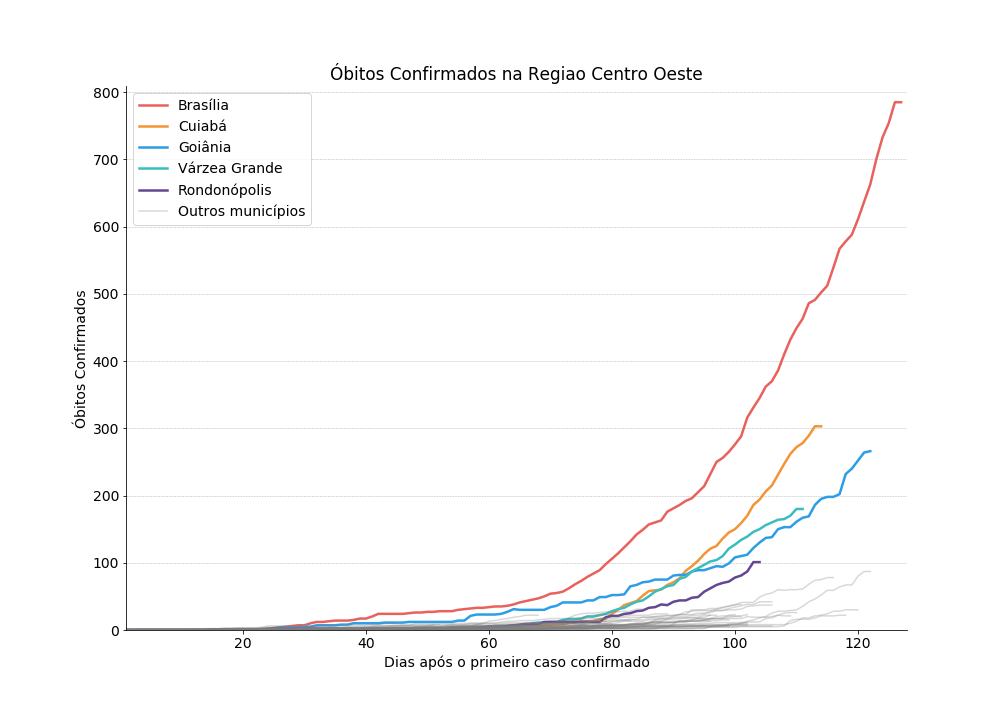 Óbitos Confirmados na Regiao Centro Oeste
Óbitos Confirmados
800
700
600
500
400
300
200
100
0
Brasília
Cuiabá
Goiânia
Várzea Grande
Rondonópolis
Outros municípios
20
40
60
80
100
120
Dias após o primeiro caso confirmado